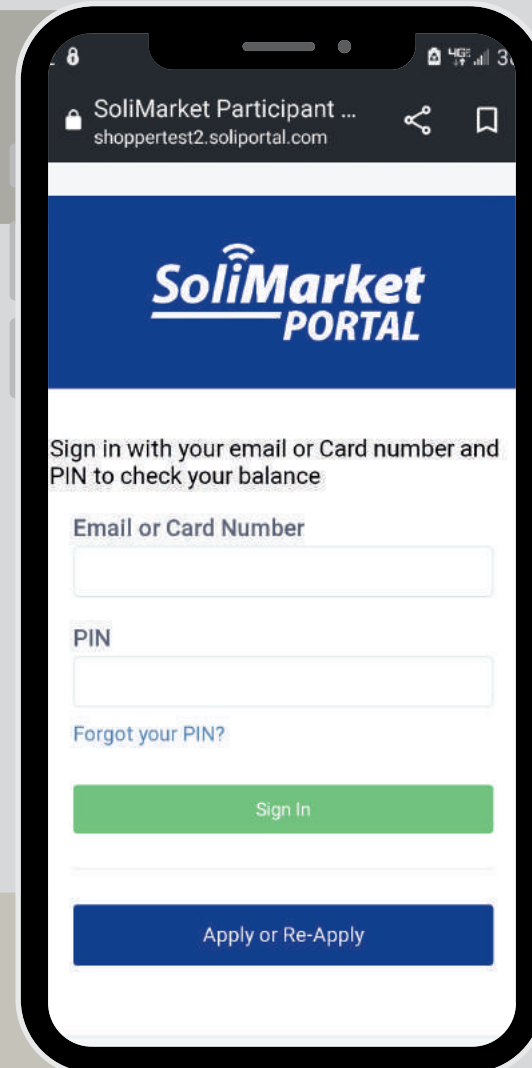 4GE
SoliMarket Participant ...
shoppertest2.soliportal.com
SoliMarket
PORTAL
Sign in with your email or Card number and
PIN to check your balance
Email or Card Number
PIN
Forgot your PIN?
Sign In
Apply or Re-Apply